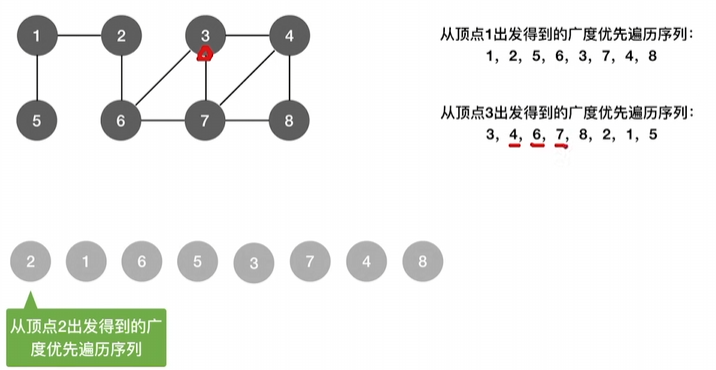 1 2 3 4
5 6 7 8
从顶点1出发得到的广度优先遍历序列：
1, 2, 5, 6, 3, 7, 4, 8
从顶点3出发得到的广度优先遍历序列：
3, 4, 6, 7, 8, 2, 1, 5
2 1 6 5 3 7 4 8
从顶点2出发得到的广
度优先遍历序列